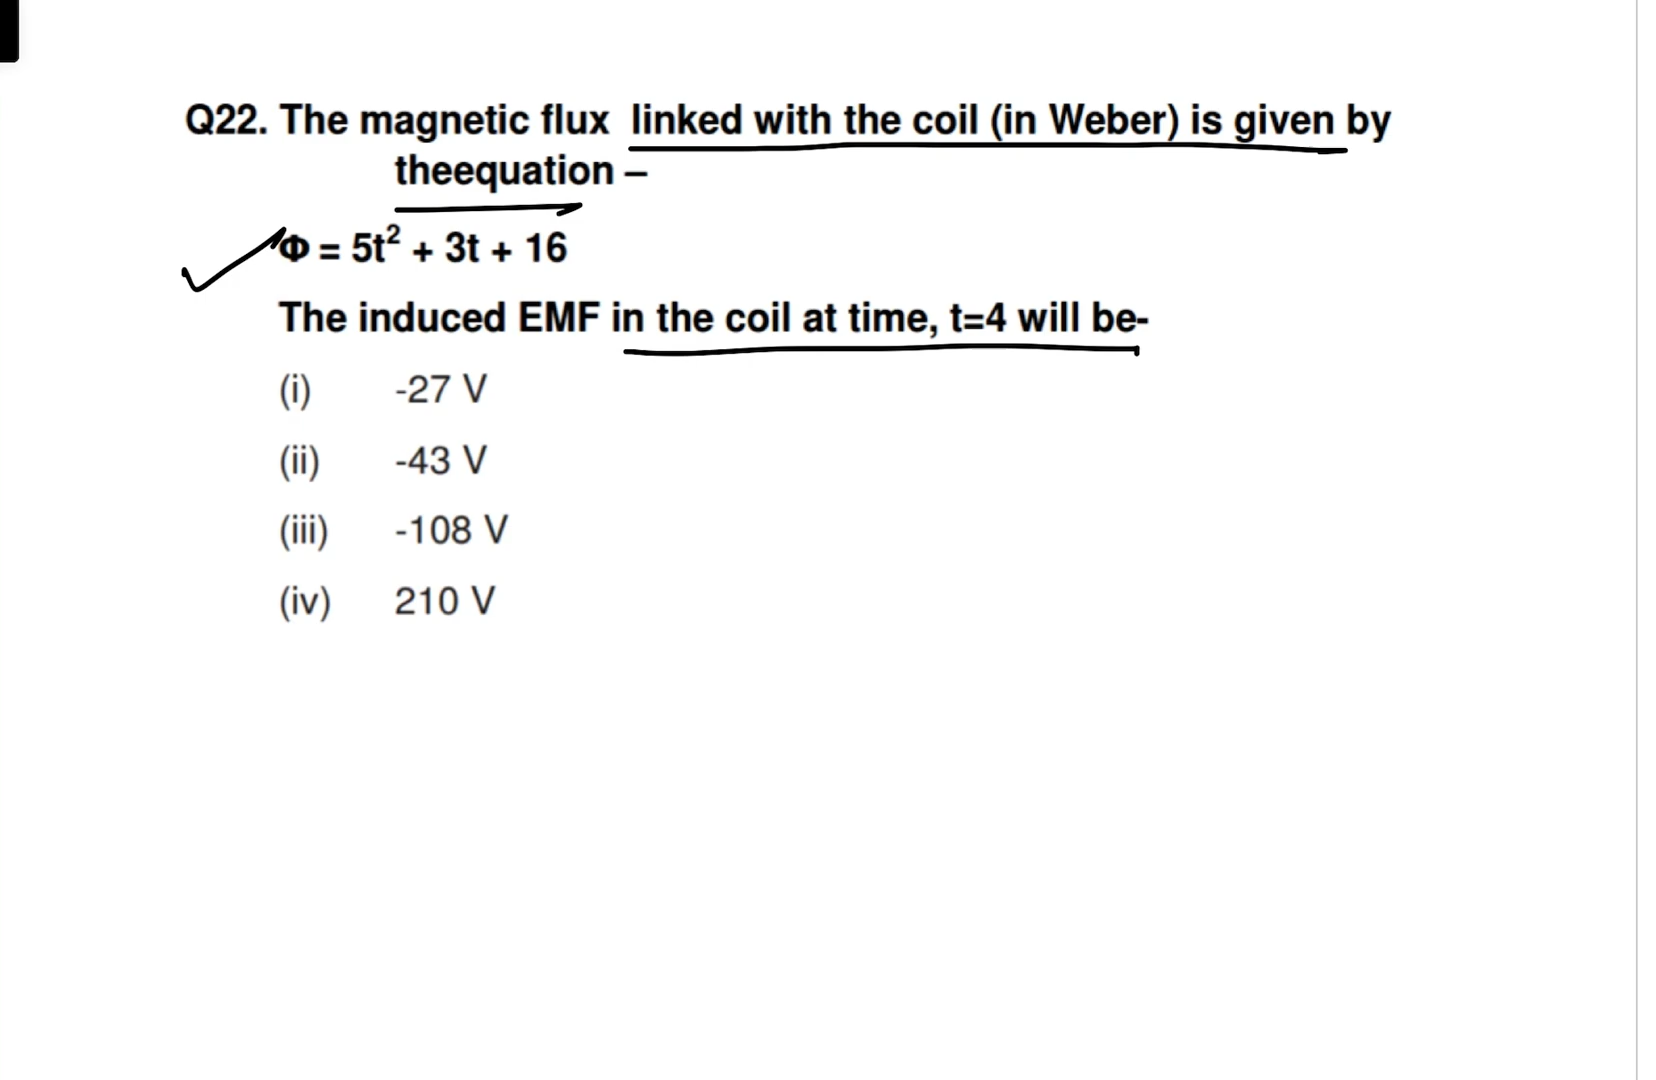 Q22. The magnetic flux linked with the coil (in Weber) is given by
theequation –
Φ = 5t² + 3t + 16
The induced EMF in the coil at time, t=4 will be-
(i) -27 V
(ii) -43 V
(iii) -108 V
(iv) 210 V